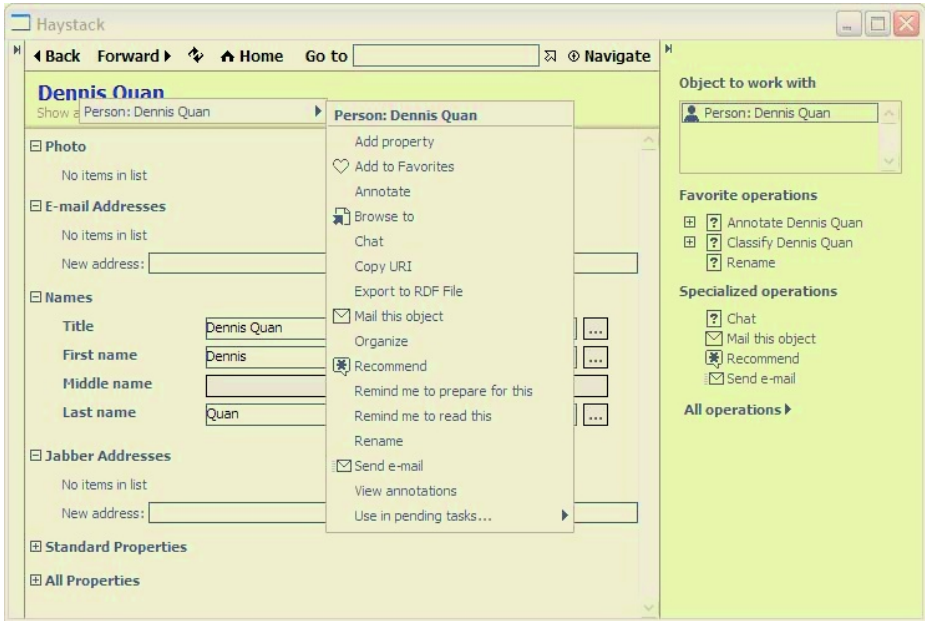 Haystack
Back Forward Home Go to Navigate
Dennis Quan
Show a
Person: Dennis Quan
Photo
No items in list
E-mail Addresses
No items in list
New address:
Names
Title Dennis Quan ...
First name Dennis ...
Middle name
Last name Quan ...
Jabber Addresses
No items in list
New address:
Standard Properties
All Properties
Person: Dennis Quan
Add property
Add to Favorites
Annotate
Browse to
Chat
Copy URI
Export to RDF File
Mail this object
Organize
Recommend
Remind me to prepare for this
Remind me to read this
Rename
Send e-mail
View annotations
Use in pending tasks...
Object to work with
Person: Dennis Quan
Favorite operations
? Annotate Dennis Quan
? Classify Dennis Quan
? Rename
Specialized operations
? Chat
Mail this object
Recommend
Send e-mail
All operations